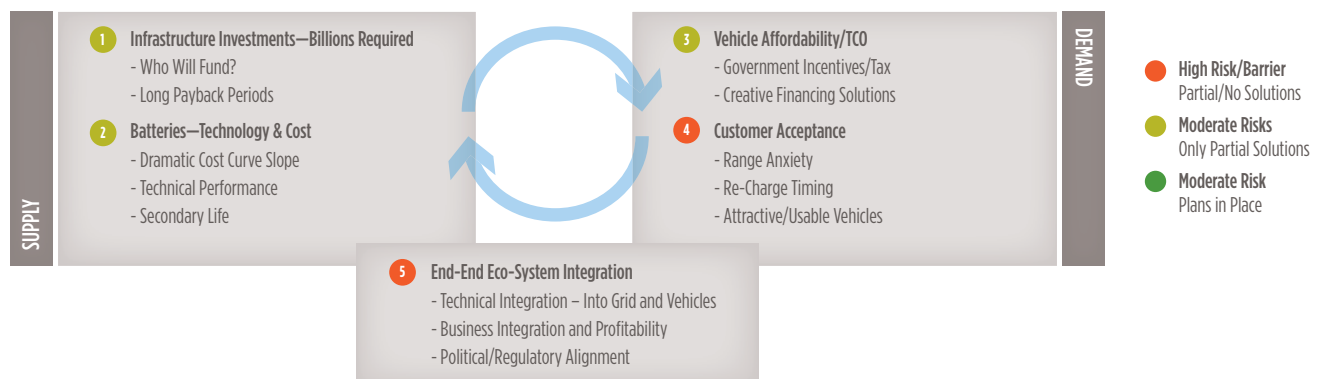 SUPPLY
1 Infrastructure Investments—Billions Required
- Who Will Fund?
- Long Payback Periods
2 Batteries—Technology & Cost
- Dramatic Cost Curve Slope
- Technical Performance
- Secondary Life
3 Vehicle Affordability/TCO
- Government Incentives/Tax
- Creative Financing Solutions
4 Customer Acceptance
- Range Anxiety
- Re-Charge Timing
- Attractive/Usable Vehicles
DEMAND
5 End-End Eco-System Integration
- Technical Integration – Into Grid and Vehicles
- Business Integration and Profitability
- Political/Regulatory Alignment
High Risk/Barrier
Partial/No Solutions
Moderate Risks
Only Partial Solutions
Moderate Risk
Plans in Place